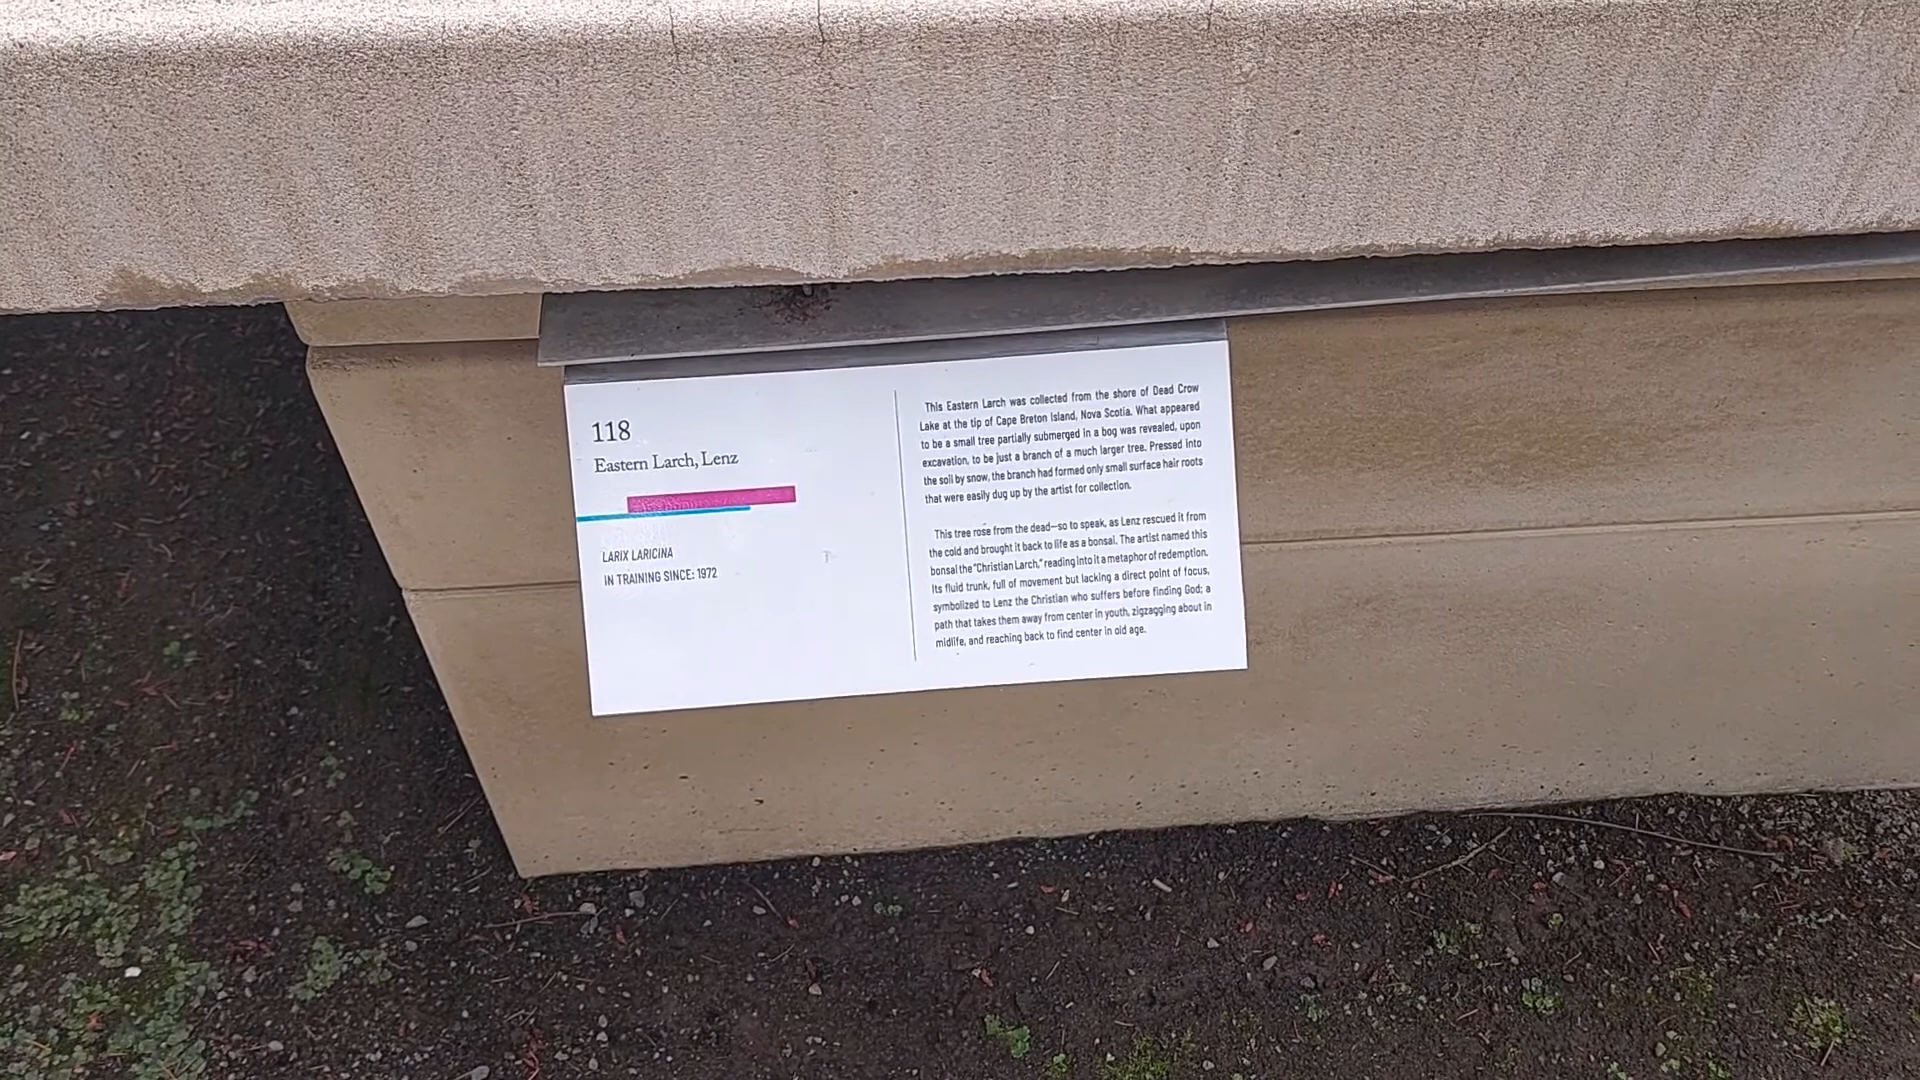 118
Eastern Larch, Lenz
LARIX LARICINA
IN TRAINING SINCE: 1972
This Eastern Larch was collected from the shore of Dead Crow
Lake at the tip of Cape Breton Island, Nova Scotia. What appeared
to be a small tree partially submerged in a bog was revealed, upon
excavation, to be just a branch of a much larger tree. Pressed into
the soil by snow, the branch had formed only small surface hair roots
that were easily dug up by the artist for collection.
This tree rose from the dead—so to speak, as Lenz rescued it from
the cold and brought it back to life as a bonsai. The artist named this
bonsai the "Christian Larch," reading into it a metaphor of redemption.
Its fluid trunk, full of movement but lacking a direct point of focus,
symbolized to Lenz the Christian who suffers before finding God; a
path that takes them away from center in youth, zigzagging about in
midlife, and reaching back to find center in old age.